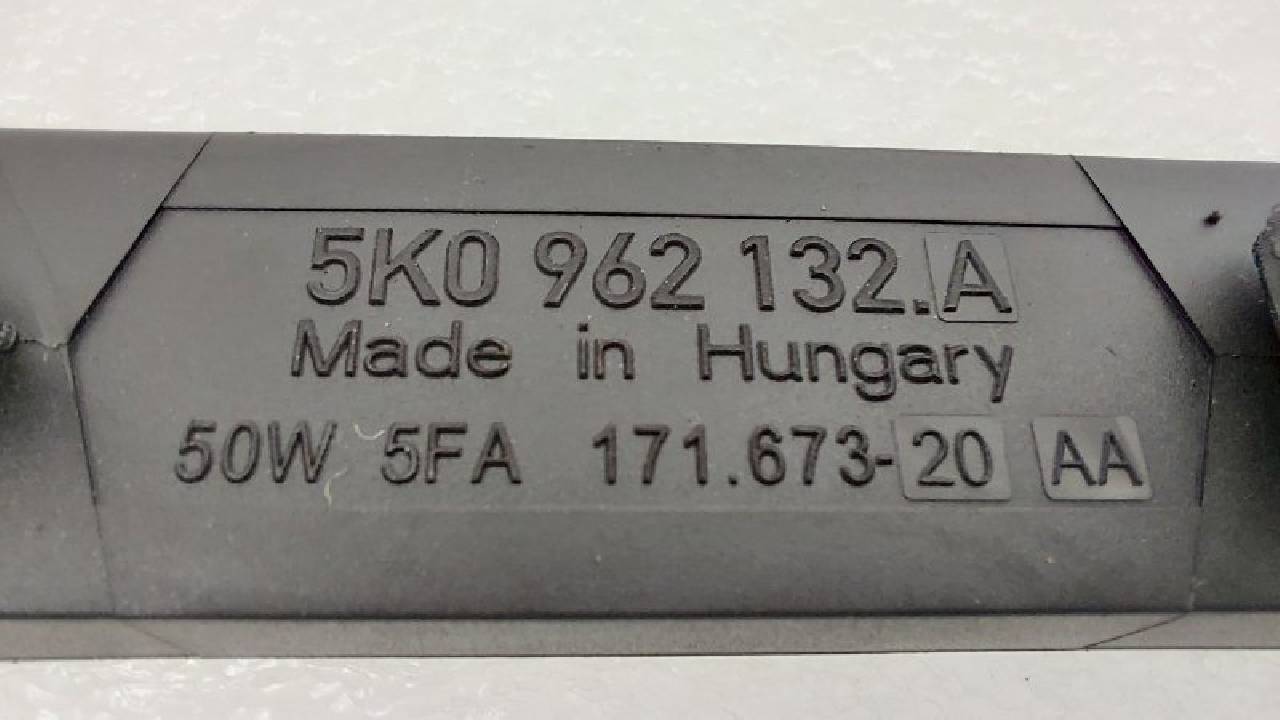 5K0 962 132.A
Made in Hungary
50W 5FA 171.673-20 AA